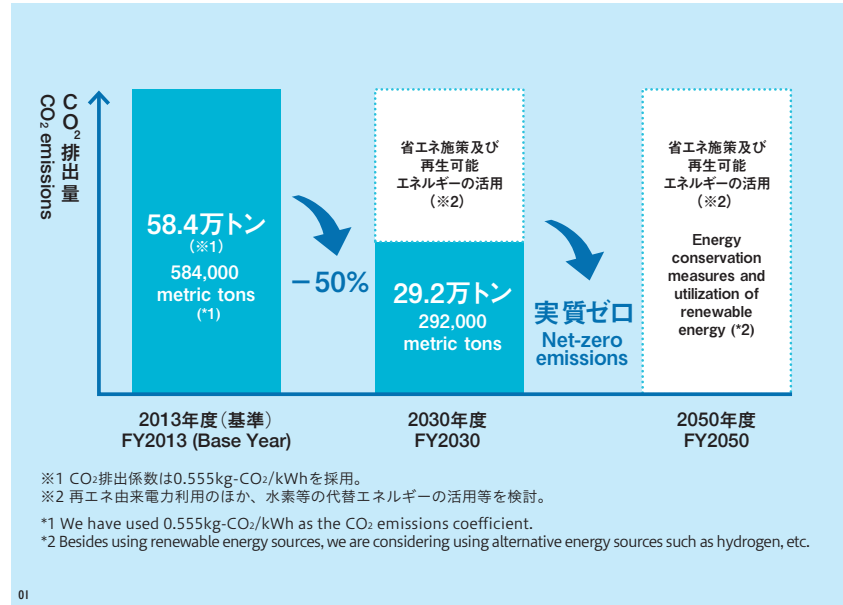 CO₂排出量
CO₂ emissions
58.4万トン
（※1）
584,000
metric tons
(*1)
－50%
省エネ施策及び
再生可能
エネルギーの活用
（※2）
29.2万トン
292,000
metric tons
実質ゼロ
Net-zero
emissions
省エネ施策及び
再生可能
エネルギーの活用
（※2）
Energy
conservation
measures and
utilization of
renewable
energy (*2)
2013年度（基準）
FY2013 (Base Year)
2030年度
FY2030
2050年度
FY2050
※1 CO₂排出係数は0.555kg-CO₂/kWhを採用。
※2 再エネ由来電力利用のほか、水素等の代替エネルギーの活用等を検討。
*1 We have used 0.555kg-CO₂/kWh as the CO₂ emissions coefficient.
*2 Besides using renewable energy sources, we are considering using alternative energy sources such as hydrogen, etc.
01